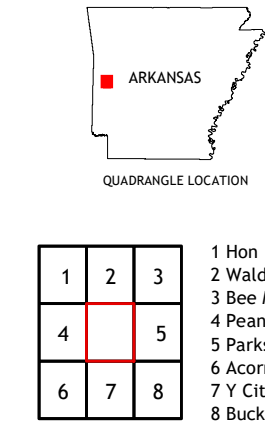 ARKANSAS
QUADRANGLE LOCATION
1 2 3
4 5
6 7 8
1 Hon
2 Wald
3 Bee
4 Pean
5 Parks
6 Acorn
7 Y Cit
8 Buck